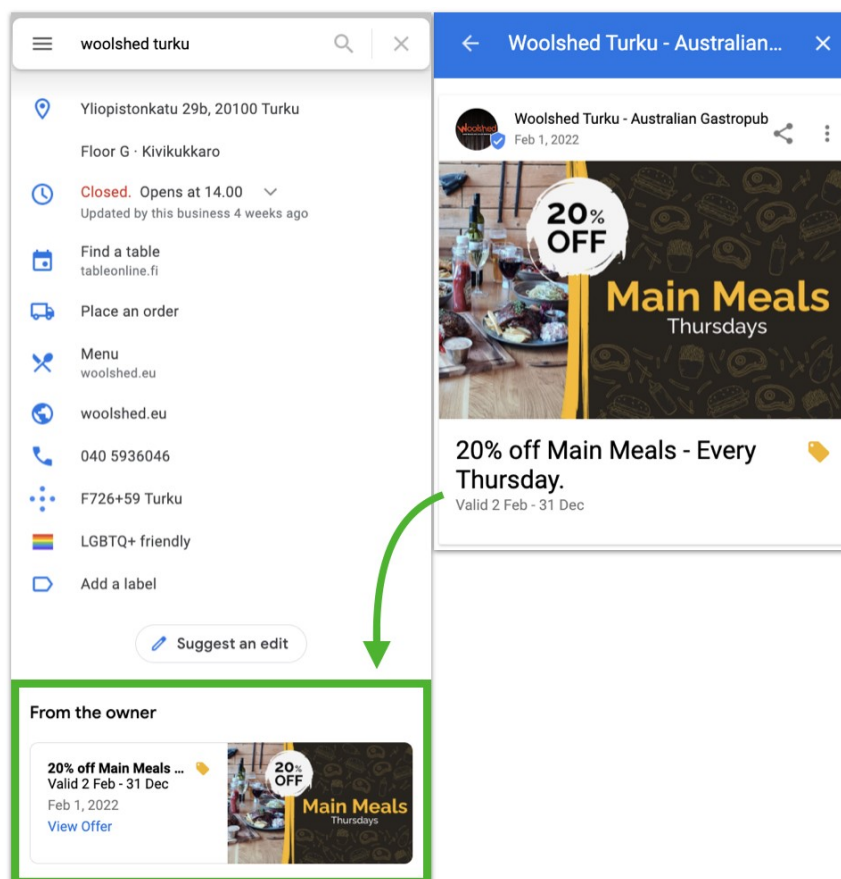 woolshed turku
Yliopistonkatu 29b, 20100 Turku
Floor G · Kivikukkaro
Closed. Opens at 14.00
Updated by this business 4 weeks ago
Find a table
tableonline.fi
Place an order
Menu
woolshed.eu
woolshed.eu
040 5936046
F726+59 Turku
LGBTQ+ friendly
Add a label
Suggest an edit
From the owner
20% off Main Meals ...
Valid 2 Feb - 31 Dec
Feb 1, 2022
View Offer
20%
OFF
Main Meals
Thursdays
Woolshed Turku - Australian...
Woolshed
Woolshed Turku - Australian Gastropub
Feb 1, 2022
20%
OFF
Main Meals
Thursdays
20% off Main Meals - Every
Thursday.
Valid 2 Feb - 31 Dec